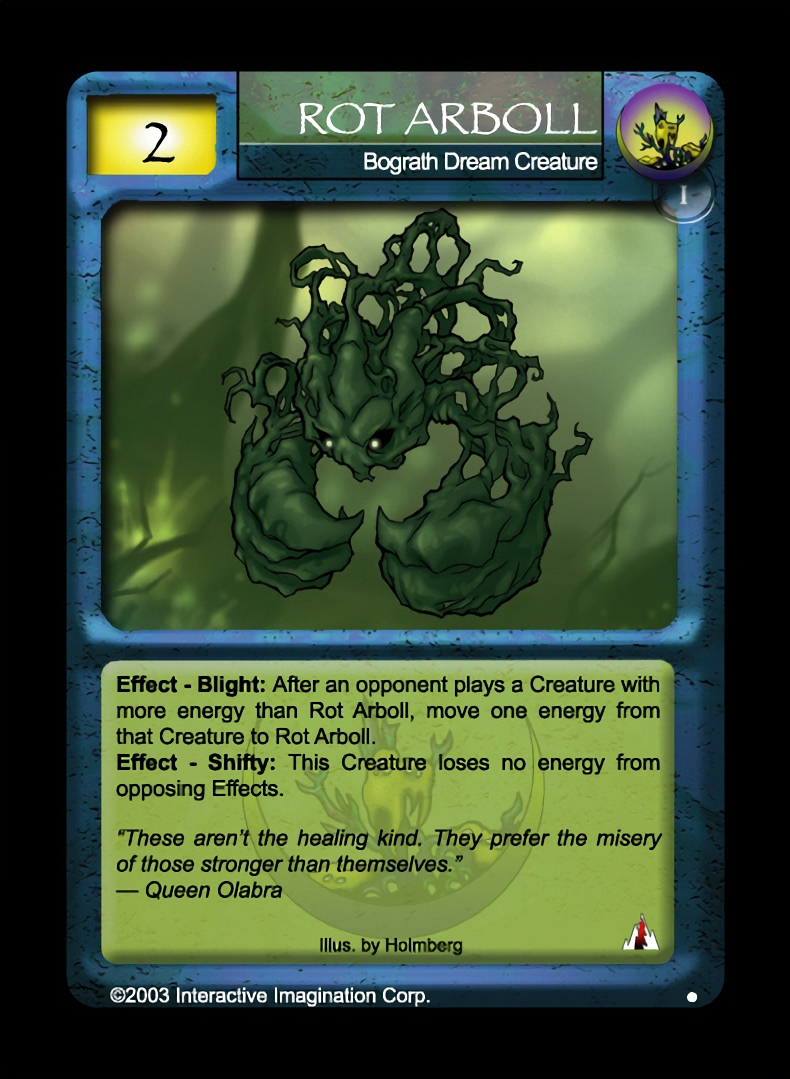 2
ROT ARBOLL
Bograth Dream Creature
I
Effect - Blight: After an opponent plays a Creature with
more energy than Rot Arboll, move one energy from
that Creature to Rot Arboll.
Effect - Shifty: This Creature loses no energy from
opposing Effects.
“These aren’t the healing kind. They prefer the misery
of those stronger than themselves.”
— Queen Olabra
Illus. by Holmberg
©2003 Interactive Imagination Corp.